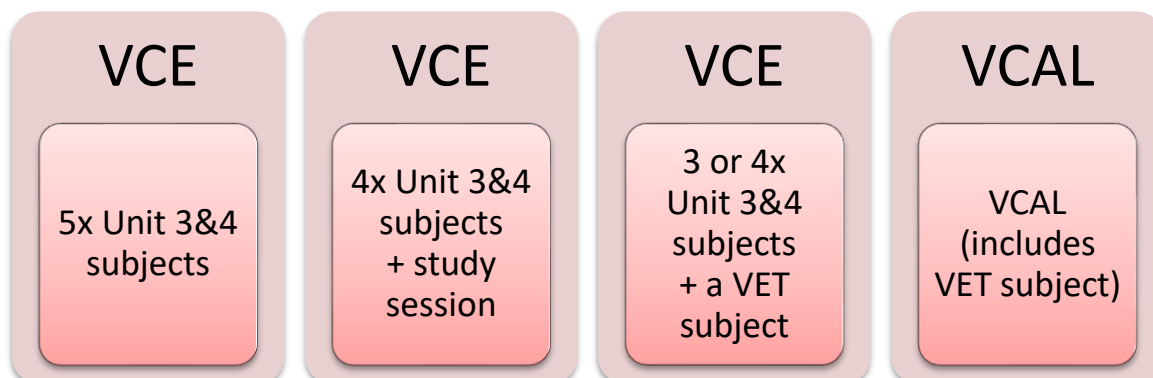 VCE
5x Unit 3&4
subjects
VCE
4x Unit 3&4
subjects
+ study
session
VCE
3 or 4x
Unit 3&4
subjects
+ a VET
subject
VCAL
VCAL
(includes
VET subject)